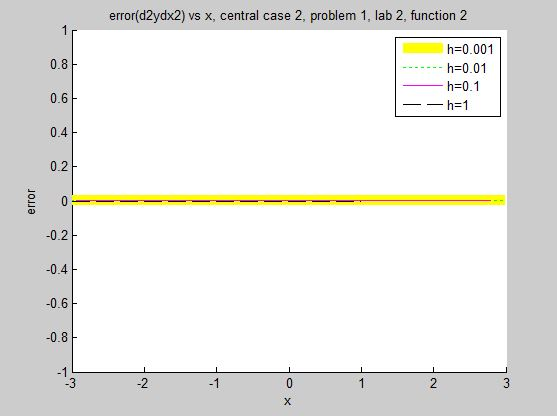 error(d2ydx2) vs x, central case 2, problem 1, lab 2, function 2
1
0.8
0.6
0.4
0.2
0
-0.2
-0.4
-0.6
-0.8
-1
error
h=0.001
h=0.01
h=0.1
h=1
-3
-2
-1
0
1
2
3
x